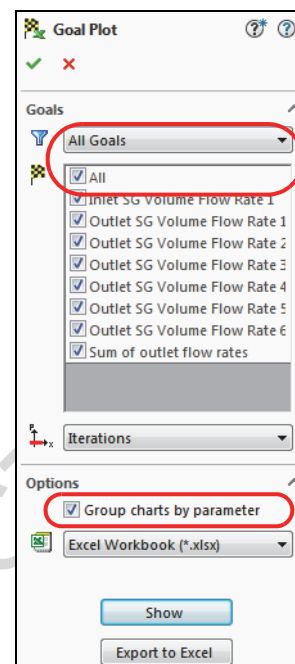 Goal Plot
Goals
All Goals
All
Inlet SG Volume Flow Rate 1
Outlet SG Volume Flow Rate 1
Outlet SG Volume Flow Rate 2
Outlet SG Volume Flow Rate 3
Outlet SG Volume Flow Rate 4
Outlet SG Volume Flow Rate 5
Outlet SG Volume Flow Rate 6
Sum of outlet flow rates
Iterations
Options
Group charts by parameter
Excel Workbook (*.xlsx)
Show
Export to Excel